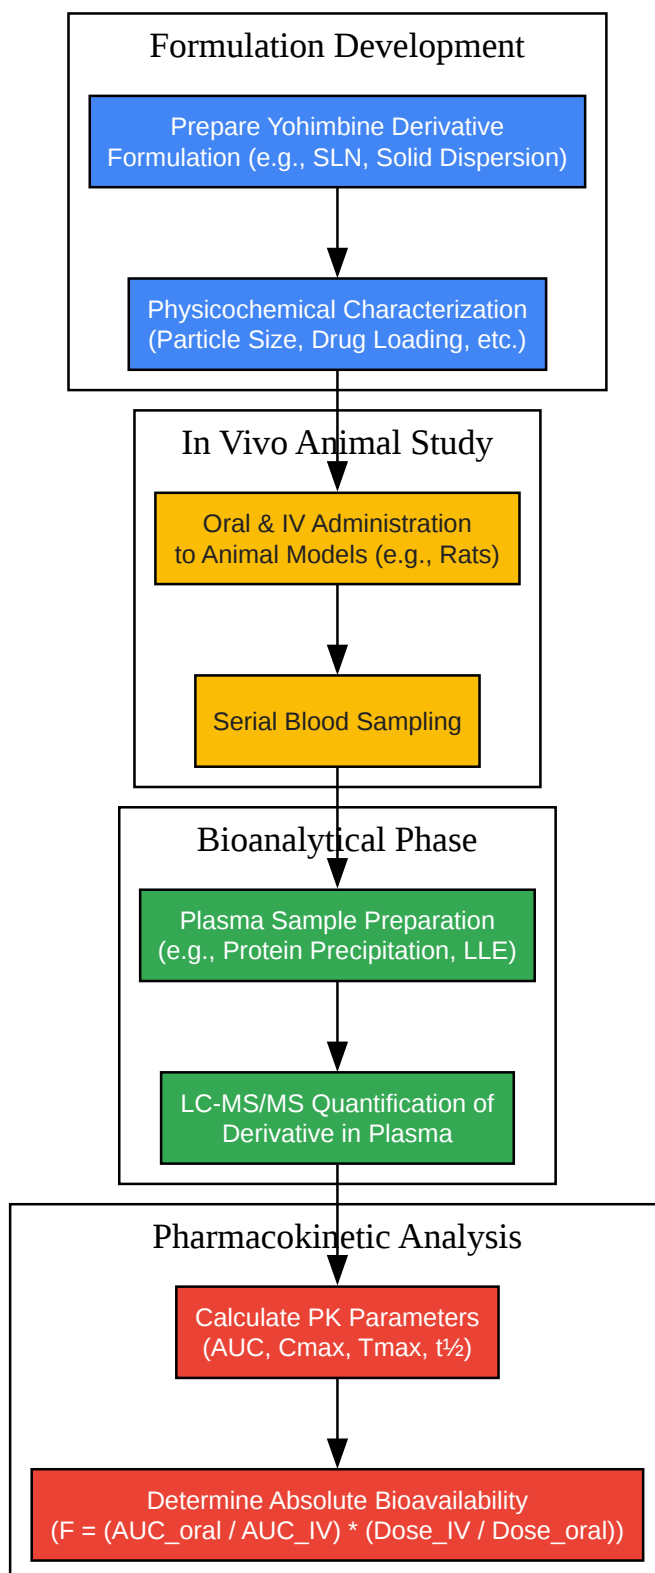 Formulation Development
Prepare Yohimbine Derivative
Formulation (e.g., SLN, Solid Dispersion)
Physicochemical Characterization
(Particle Size, Drug Loading, etc.)
In Vivo Animal Study
Oral & IV Administration
to Animal Models (e.g., Rats)
Serial Blood Sampling
Bioanalytical Phase
Plasma Sample Preparation
(e.g., Protein Precipitation, LLE)
LC-MS/MS Quantification of
Derivative in Plasma
Pharmacokinetic Analysis
Calculate PK Parameters
(AUC, Cmax, Tmax, t½)
Determine Absolute Bioavailability
(F = (AUC_oral / AUC_IV) * (Dose_IV / Dose_oral))